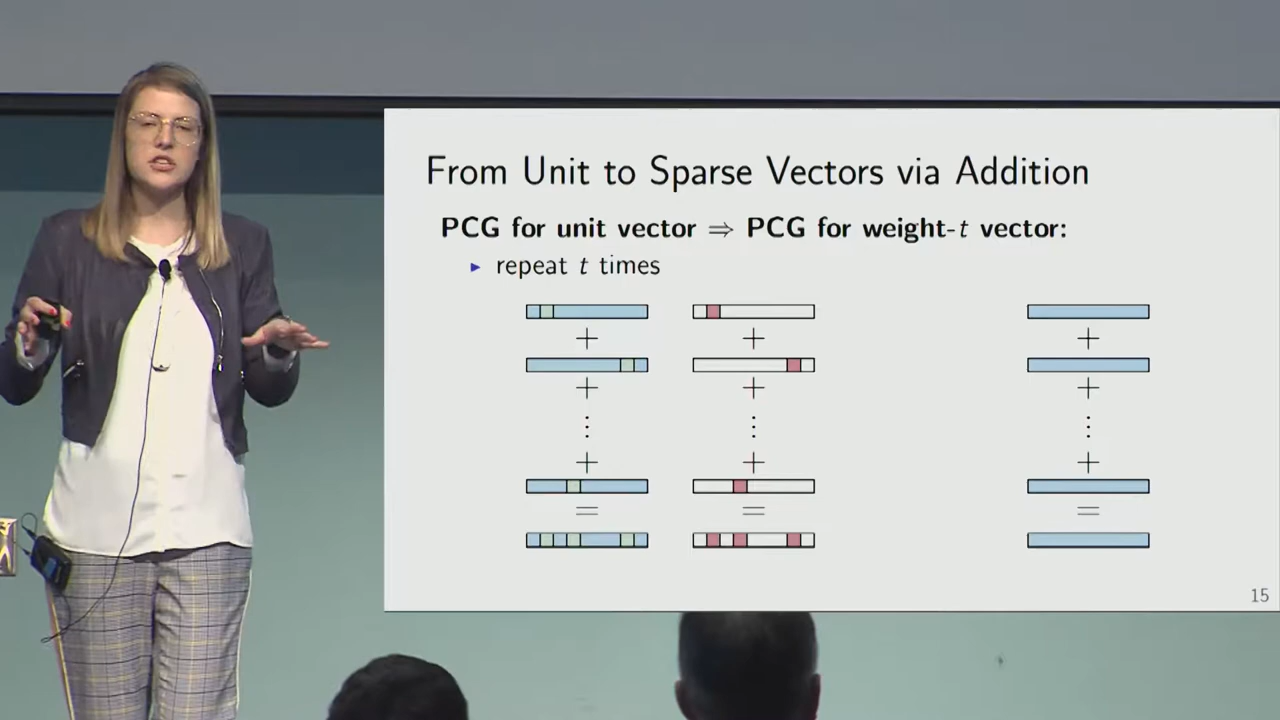 From Unit to Sparse Vectors via Addition
PCG for unit vector ⇒ PCG for weight-t vector:
▸ repeat t times
+ + +
+ + +
⋮ ⋮ ⋮
+ + +
= = =
15